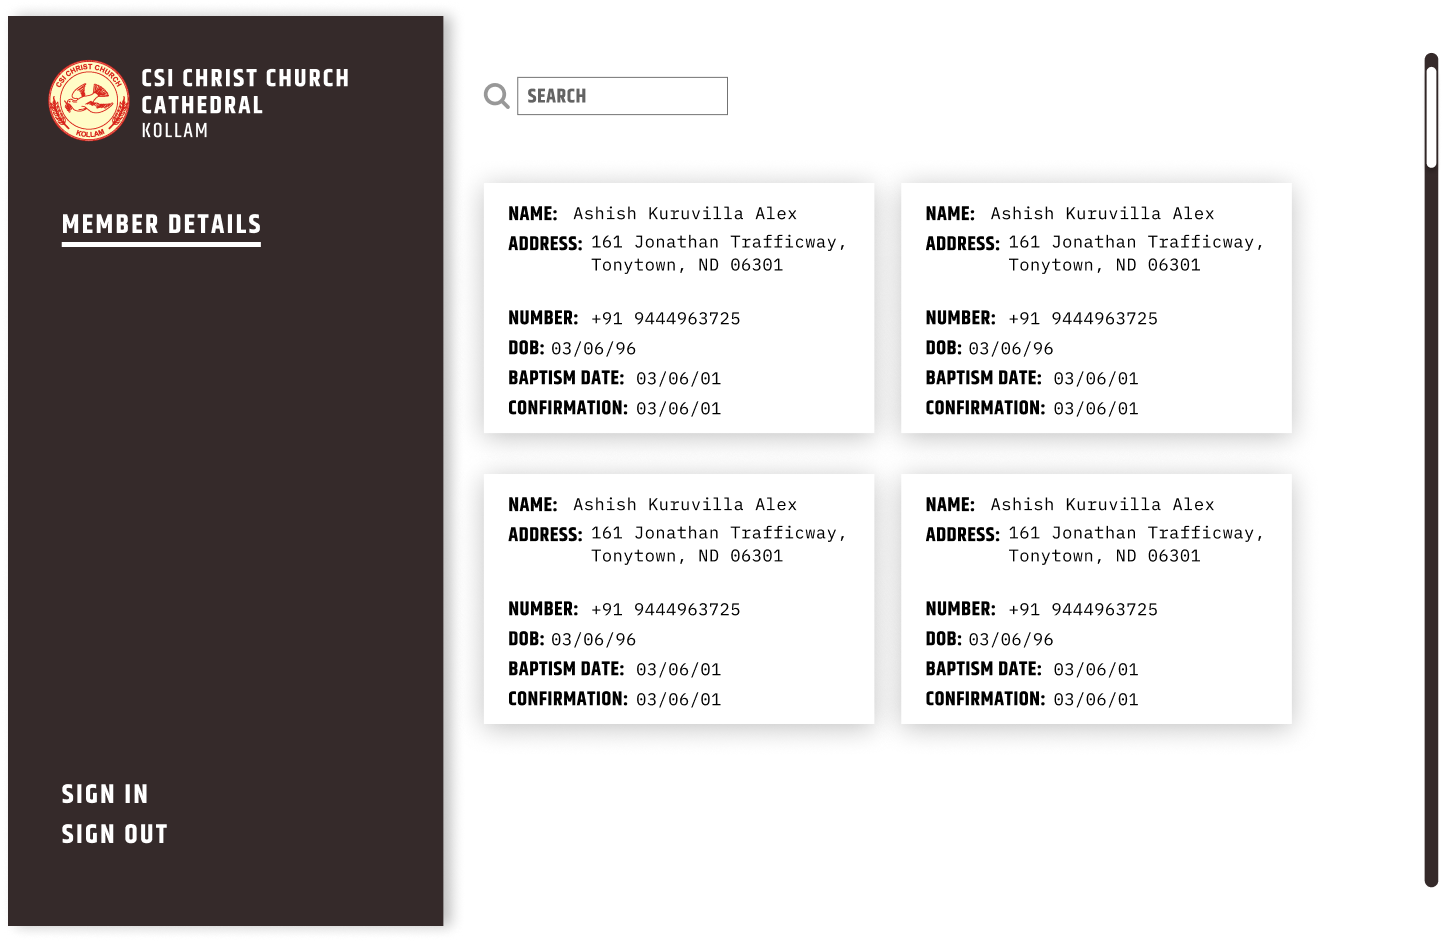 CSI CHRIST CHURCH
KOLLAM
CSI CHRIST CHURCH
CATHEDRAL
KOLLAM
MEMBER DETAILS
SIGN IN
SIGN OUT
SEARCH
NAME: Ashish Kuruvilla Alex
ADDRESS: 161 Jonathan Trafficway,
Tonytown, ND 06301
NUMBER: +91 9444963725
DOB: 03/06/96
BAPTISM DATE: 03/06/01
CONFIRMATION: 03/06/01
NAME: Ashish Kuruvilla Alex
ADDRESS: 161 Jonathan Trafficway,
Tonytown, ND 06301
NUMBER: +91 9444963725
DOB: 03/06/96
BAPTISM DATE: 03/06/01
CONFIRMATION: 03/06/01
NAME: Ashish Kuruvilla Alex
ADDRESS: 161 Jonathan Trafficway,
Tonytown, ND 06301
NUMBER: +91 9444963725
DOB: 03/06/96
BAPTISM DATE: 03/06/01
CONFIRMATION: 03/06/01
NAME: Ashish Kuruvilla Alex
ADDRESS: 161 Jonathan Trafficway,
Tonytown, ND 06301
NUMBER: +91 9444963725
DOB: 03/06/96
BAPTISM DATE: 03/06/01
CONFIRMATION: 03/06/01